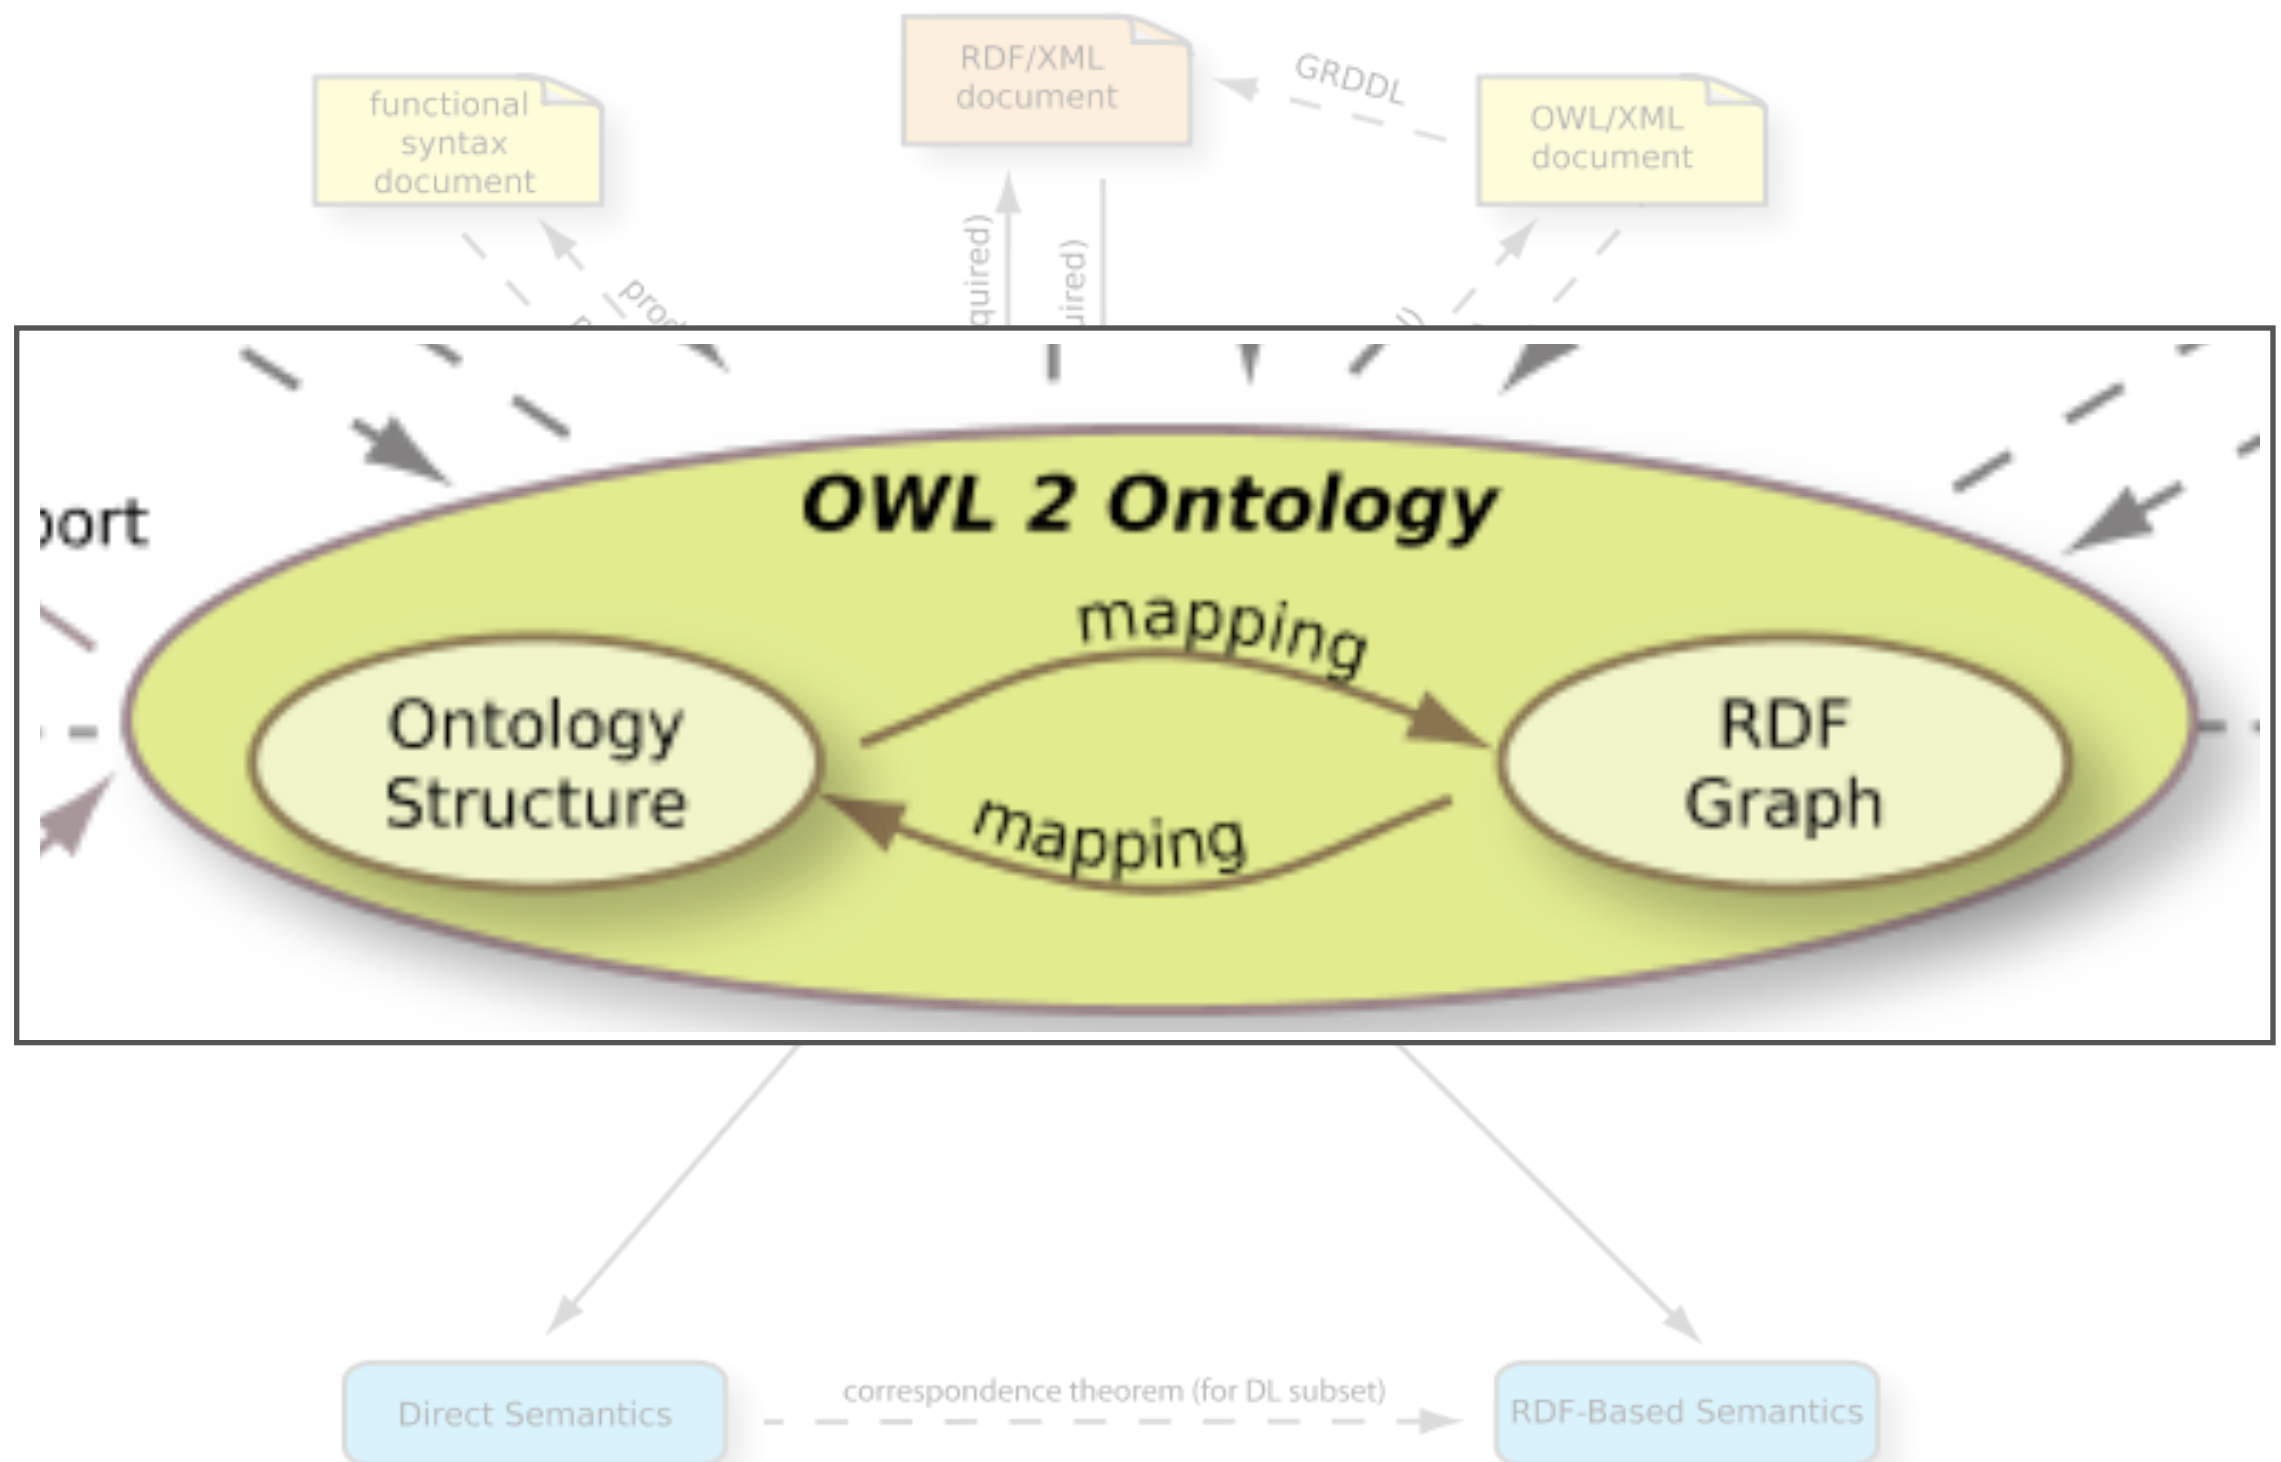 RDF/XML
document
GRDDL
functional
syntax
document
OWL/XML
document
OWL 2 Ontology
mapping
Ontology
Structure
RDF
Graph
mapping
correspondence theorem (for DL subset)
Direct Semantics
RDF-Based Semantics